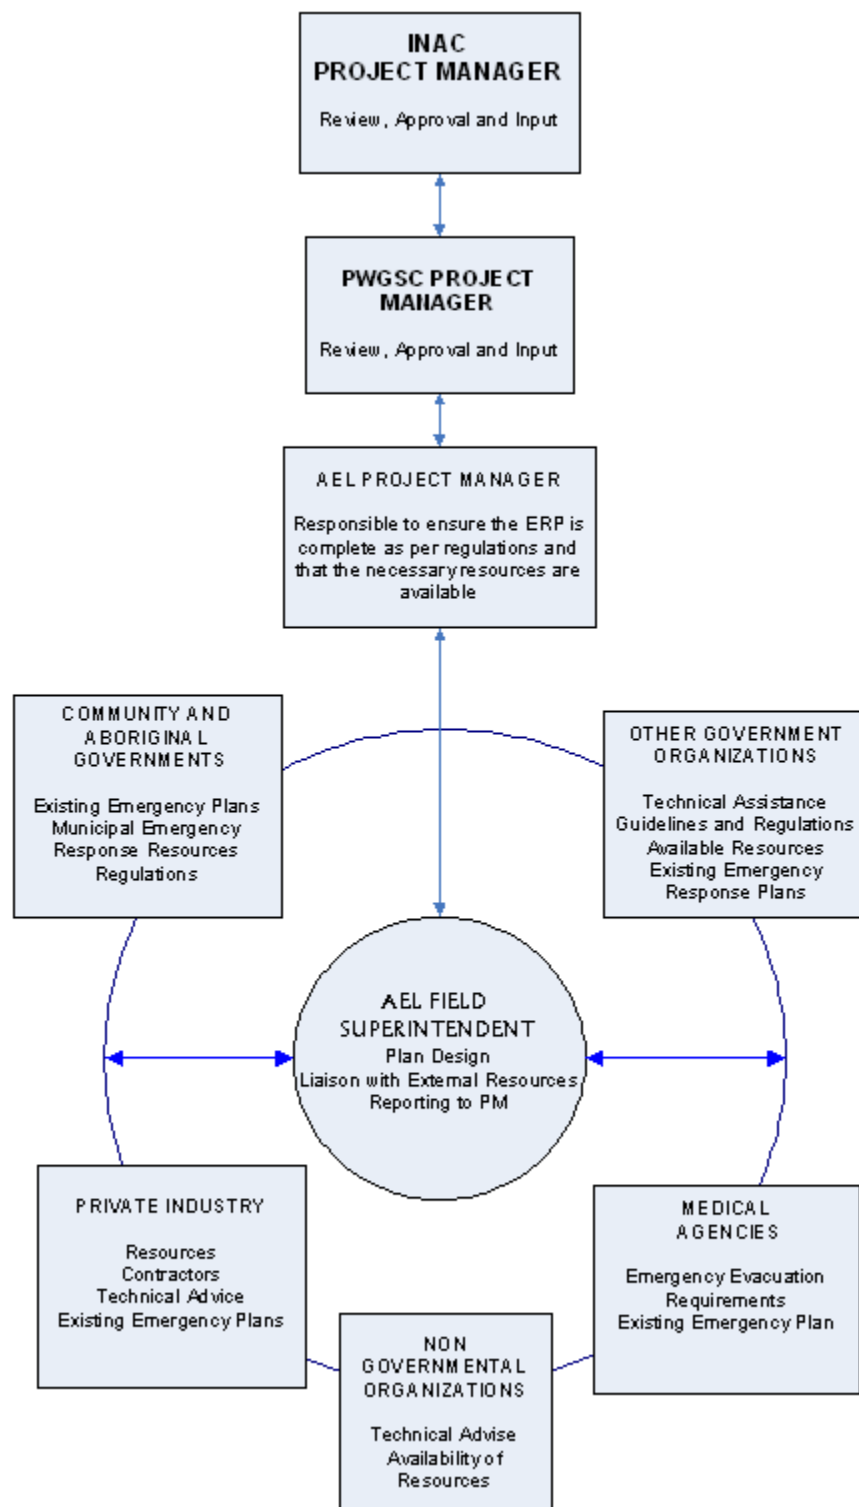 INAC
PROJECT MANAGER
Review, Approval and Input
PWGSC PROJECT
MANAGER
Review, Approval and Input
AEL PROJECT MANAGER
Responsible to ensure the ERP is
complete as per regulations and
that the necessary resources are
available
COMMUNITY AND
ABORIGINAL
GOVERNMENTS
Existing Emergency Plans
Municipal Emergency
Response Resources
Regulations
OTHER GOVERNMENT
ORGANIZATIONS
Technical Assistance
Guidelines and Regulations
Available Resources
Existing Emergency
Response Plans
AEL FIELD
SUPERINTENDENT
Plan Design
Liaison with External Resources
Reporting to PM
PRIVATE INDUSTRY
Resources
Contractors
Technical Advice
Existing Emergency Plans
MEDICAL
AGENCIES
Emergency Evacuation
Requirements
Existing Emergency Plan
NON
GOVERNMENTAL
ORGANIZATIONS
Technical Advise
Availability of
Resources